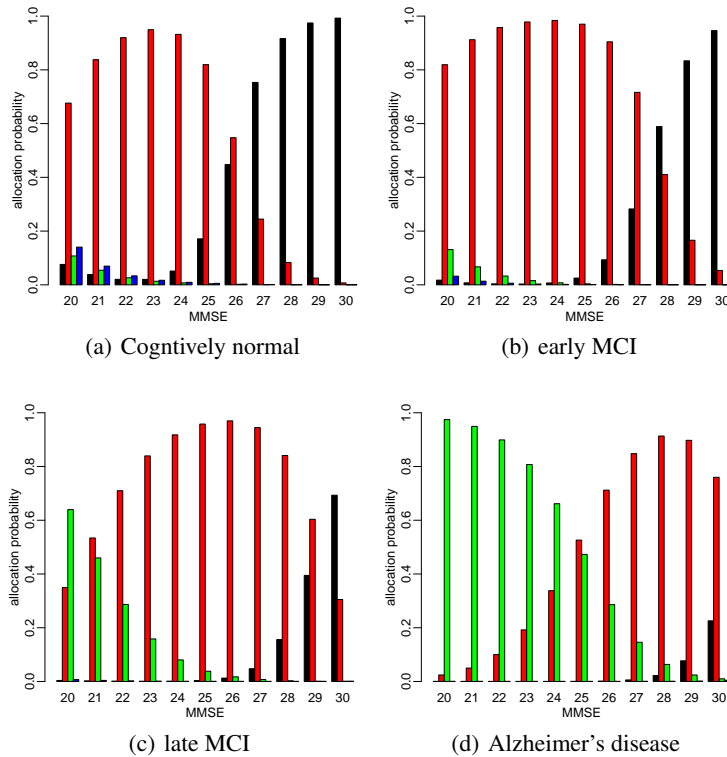 allocation probability
0.0 0.2 0.4 0.6 0.8 1.0
20 21 22 23 24 25 26 27 28 29 30
MMSE
(a) Cogntively normal
allocation probability
0.0 0.2 0.4 0.6 0.8 1.0
20 21 22 23 24 25 26 27 28 29 30
MMSE
(b) early MCI
allocation probability
0.0 0.2 0.4 0.6 0.8 1.0
20 21 22 23 24 25 26 27 28 29 30
MMSE
(c) late MCI
allocation probability
0.0 0.2 0.4 0.6 0.8 1.0
20 21 22 23 24 25 26 27 28 29 30
MMSE
(d) Alzheimer's disease